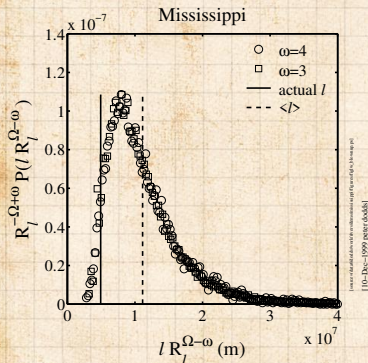 Mississippi
x 10⁻⁷
1.4
1.2
1
0.8
0.6
0.4
0.2
0
R_l^{-Ω+ω} P(l R_l^{Ω-ω})
ω=4
ω=3
actual l
<l>
0
1
2
3
4
x 10⁷
l R_l^{Ω-ω} (m)
[10-Dec-1999 peter dodds]